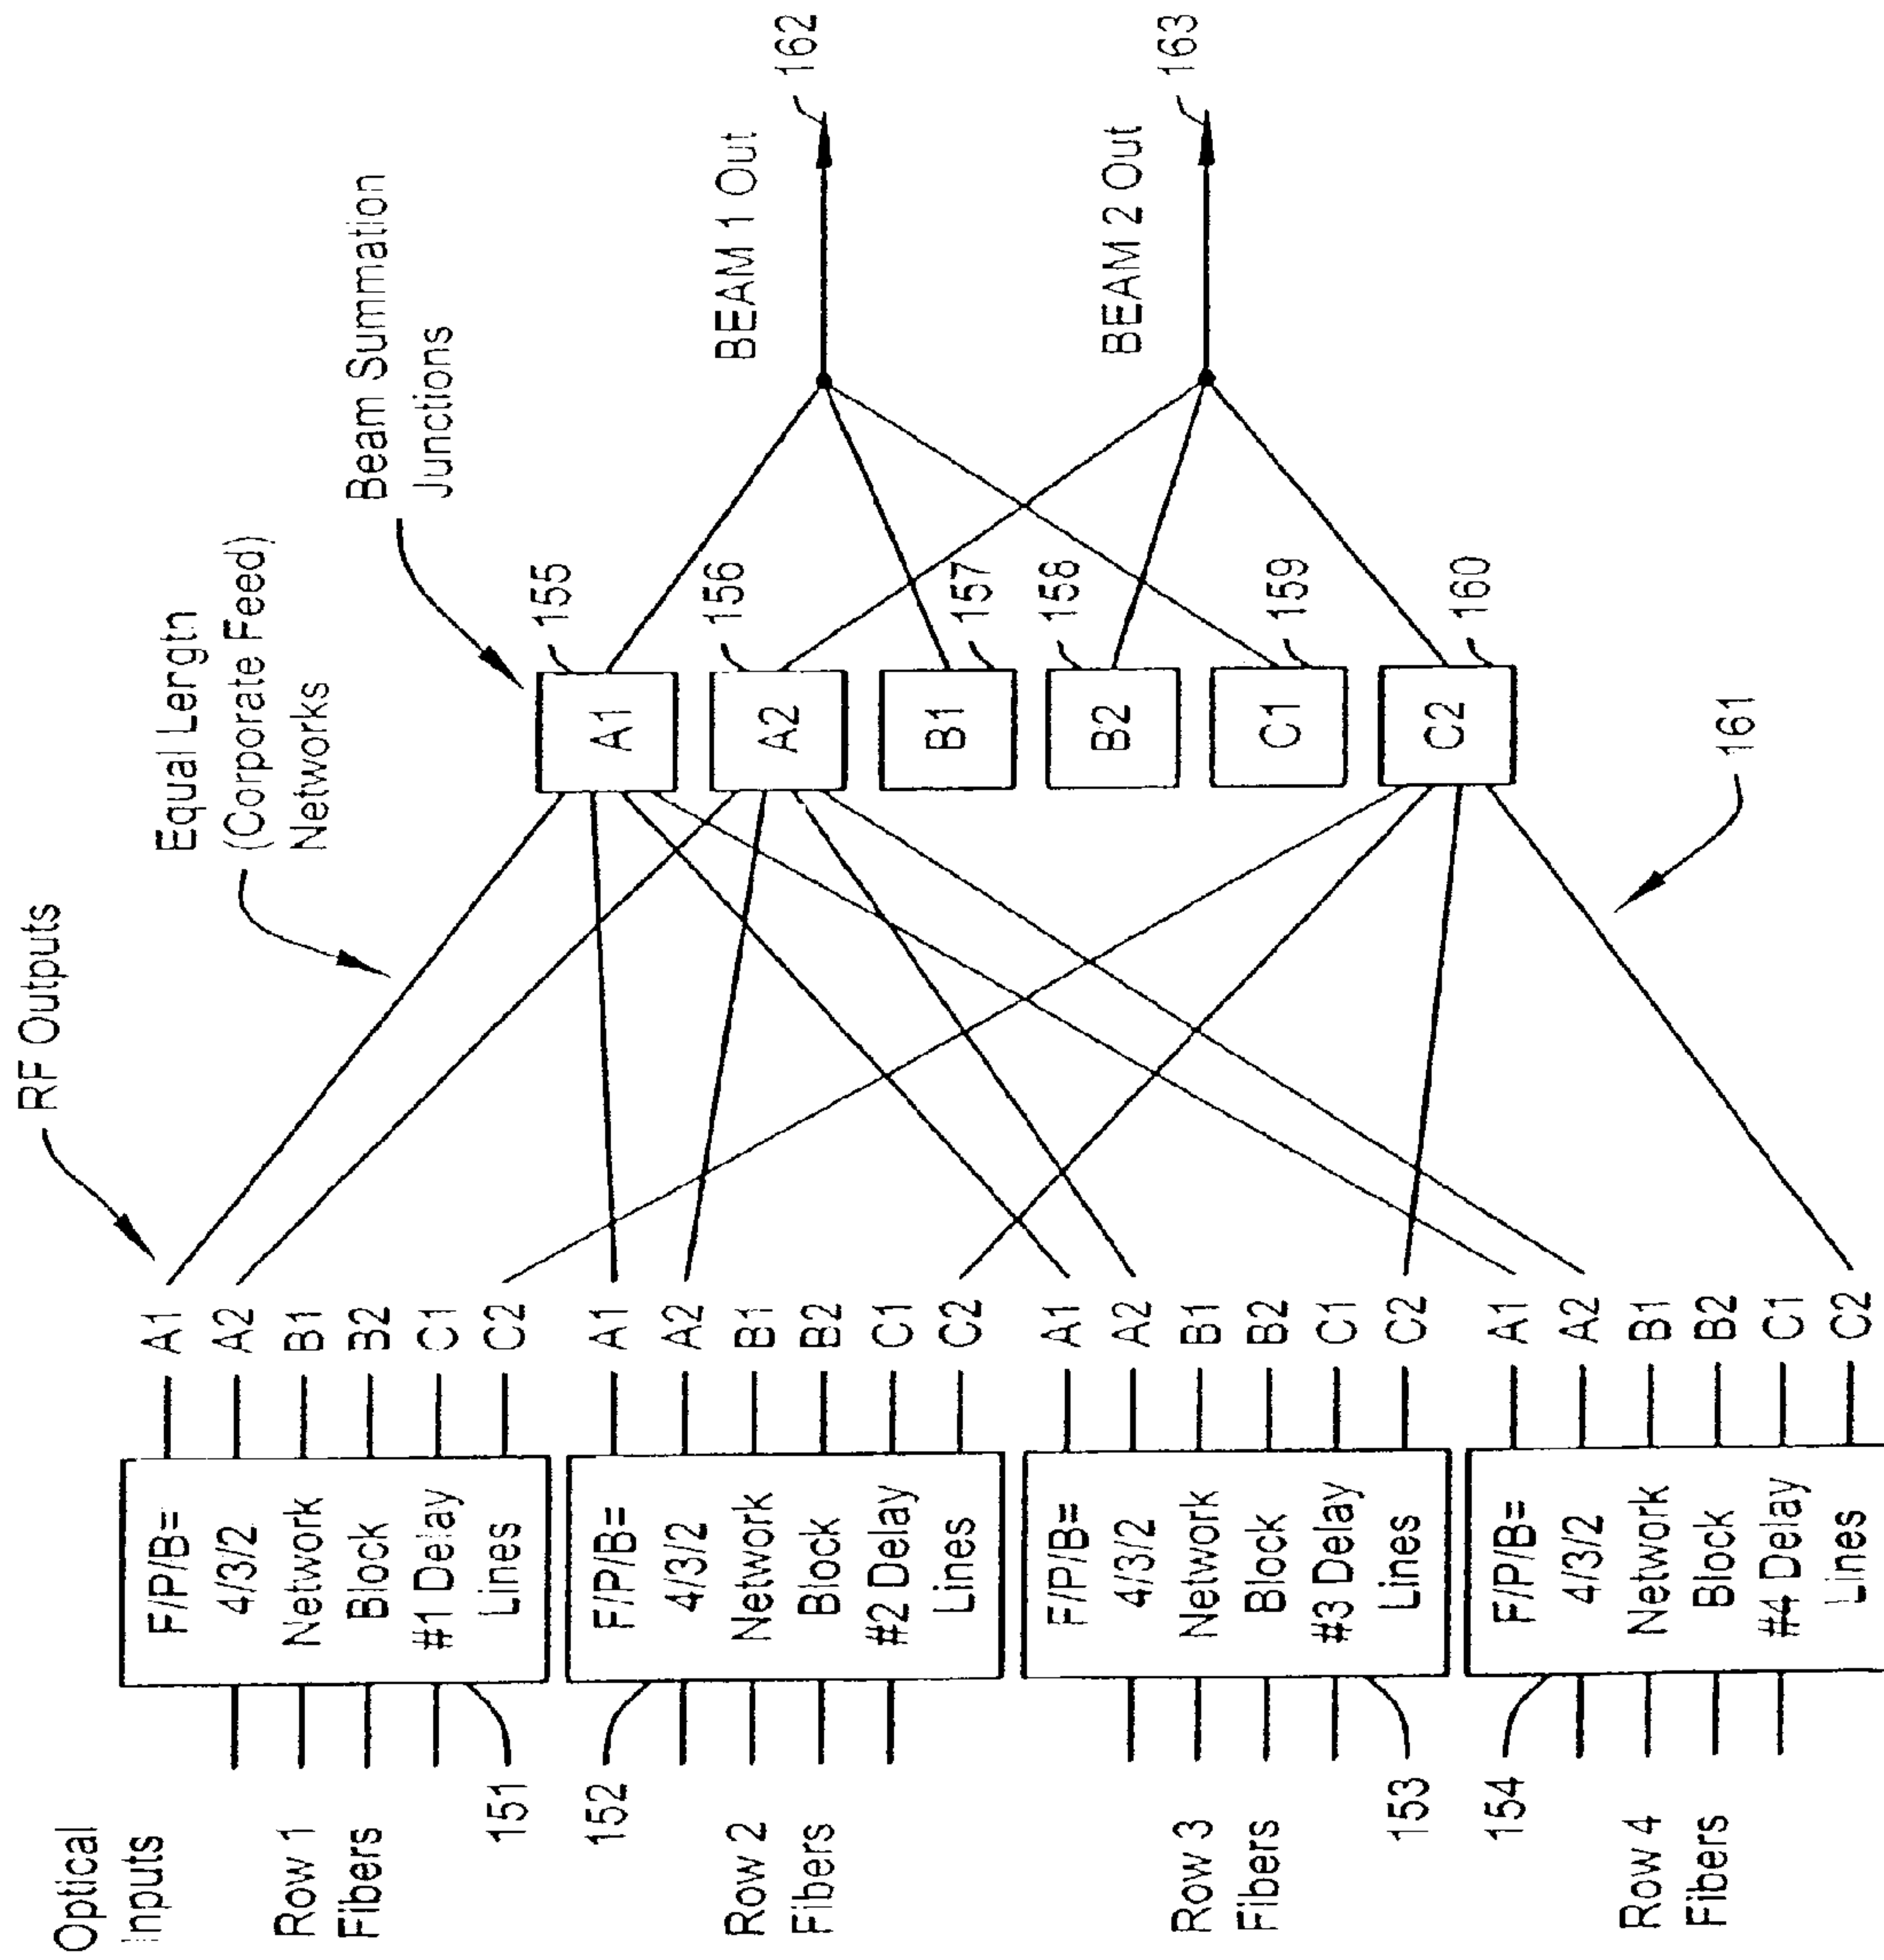 Optical
Inputs
Row 1
Fibers
151
152
Row 2
Fibers
Row 3
Fibers
153
154
Row 4
Fibers
F/P/B=
4/3/2
Network
Block
#1 Delay
Lines
F/P/B=
4/3/2
Network
Block
#2 Delay
Lines
F/P/B=
4/3/2
Network
Block
#3 Delay
Lines
F/P/B=
4/3/2
Network
Block
#4 Delay
Lines
RF Outputs
A1
A2
B1
B2
C1
C2
A1
A2
B1
B2
C1
C2
A1
A2
B1
B2
C1
C2
A1
A2
B1
B2
C1
C2
Equal Length
(Corporate Feed)
Networks
161
Beam Summation
Junctions
155
A1
156
A2
157
B1
158
B2
159
C1
160
C2
BEAM 1 Out
162
BEAM 2 Out
163